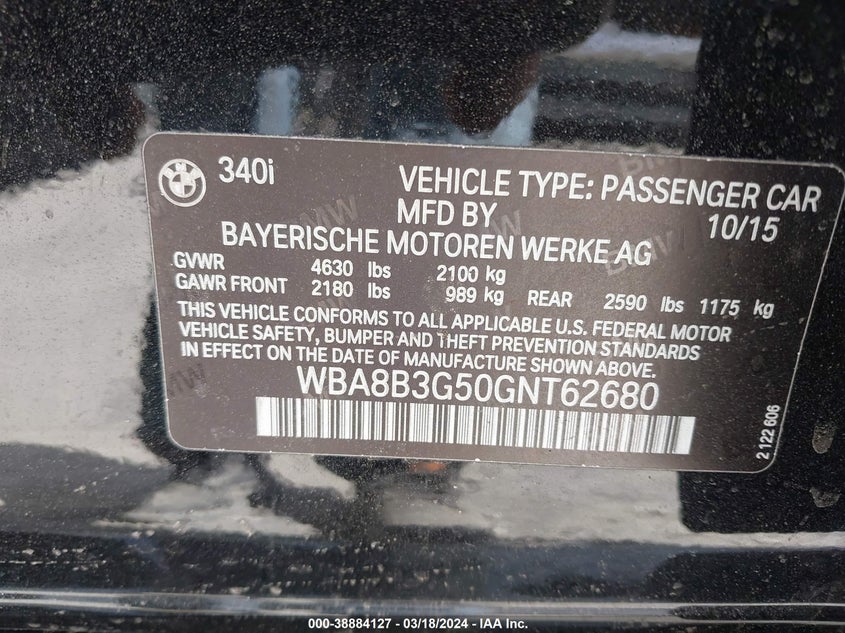 340i
VEHICLE TYPE: PASSENGER CAR
MFD BY 10/15
BAYERISCHE MOTOREN WERKE AG
GVWR 4630 lbs 2100 kg
GAWR FRONT 2180 lbs 989 kg REAR 2590 lbs 1175 kg
THIS VEHICLE CONFORMS TO ALL APPLICABLE U.S. FEDERAL MOTOR
VEHICLE SAFETY, BUMPER AND THEFT PREVENTION STANDARDS
IN EFFECT ON THE DATE OF MANUFACTURE SHOWN ABOVE.
WBA8B3G50GNT62680
2 122 606
000-38884127 - 03/18/2024 - IAA Inc.